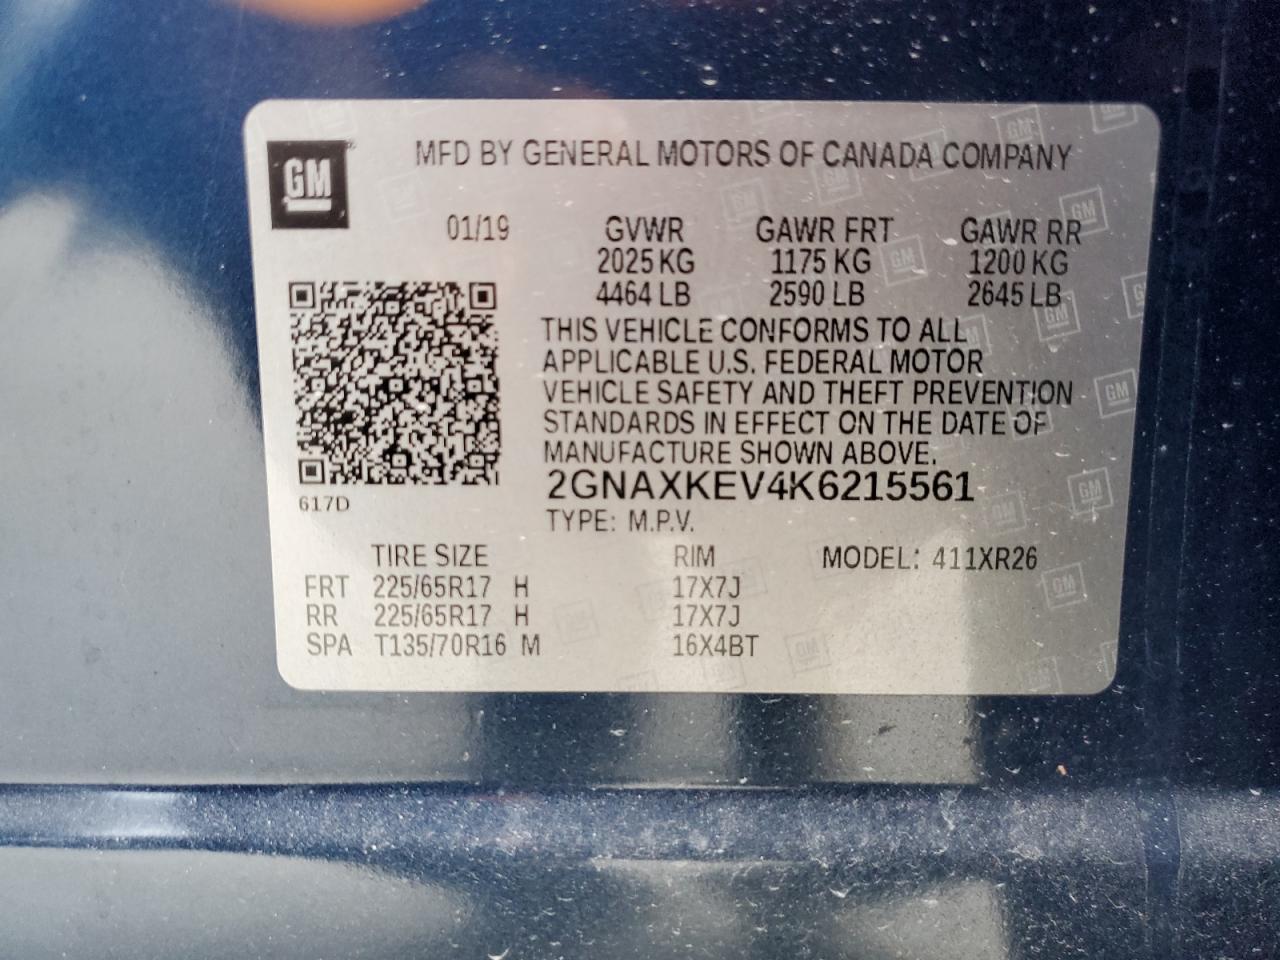 GM
MFD BY GENERAL MOTORS OF CANADA COMPANY
01/19 GVWR GAWR FRT GAWR RR
2025 KG 1175 KG 1200 KG
4464 LB 2590 LB 2645 LB
THIS VEHICLE CONFORMS TO ALL
APPLICABLE U.S. FEDERAL MOTOR
VEHICLE SAFETY AND THEFT PREVENTION
STANDARDS IN EFFECT ON THE DATE OF
MANUFACTURE SHOWN ABOVE.
2GNAXKEV4K6215561
617D
TYPE: M.P.V.
TIRE SIZE RIM MODEL: 411XR26
FRT 225/65R17 H 17X7J
RR 225/65R17 H 17X7J
SPA T135/70R16 M 16X4BT